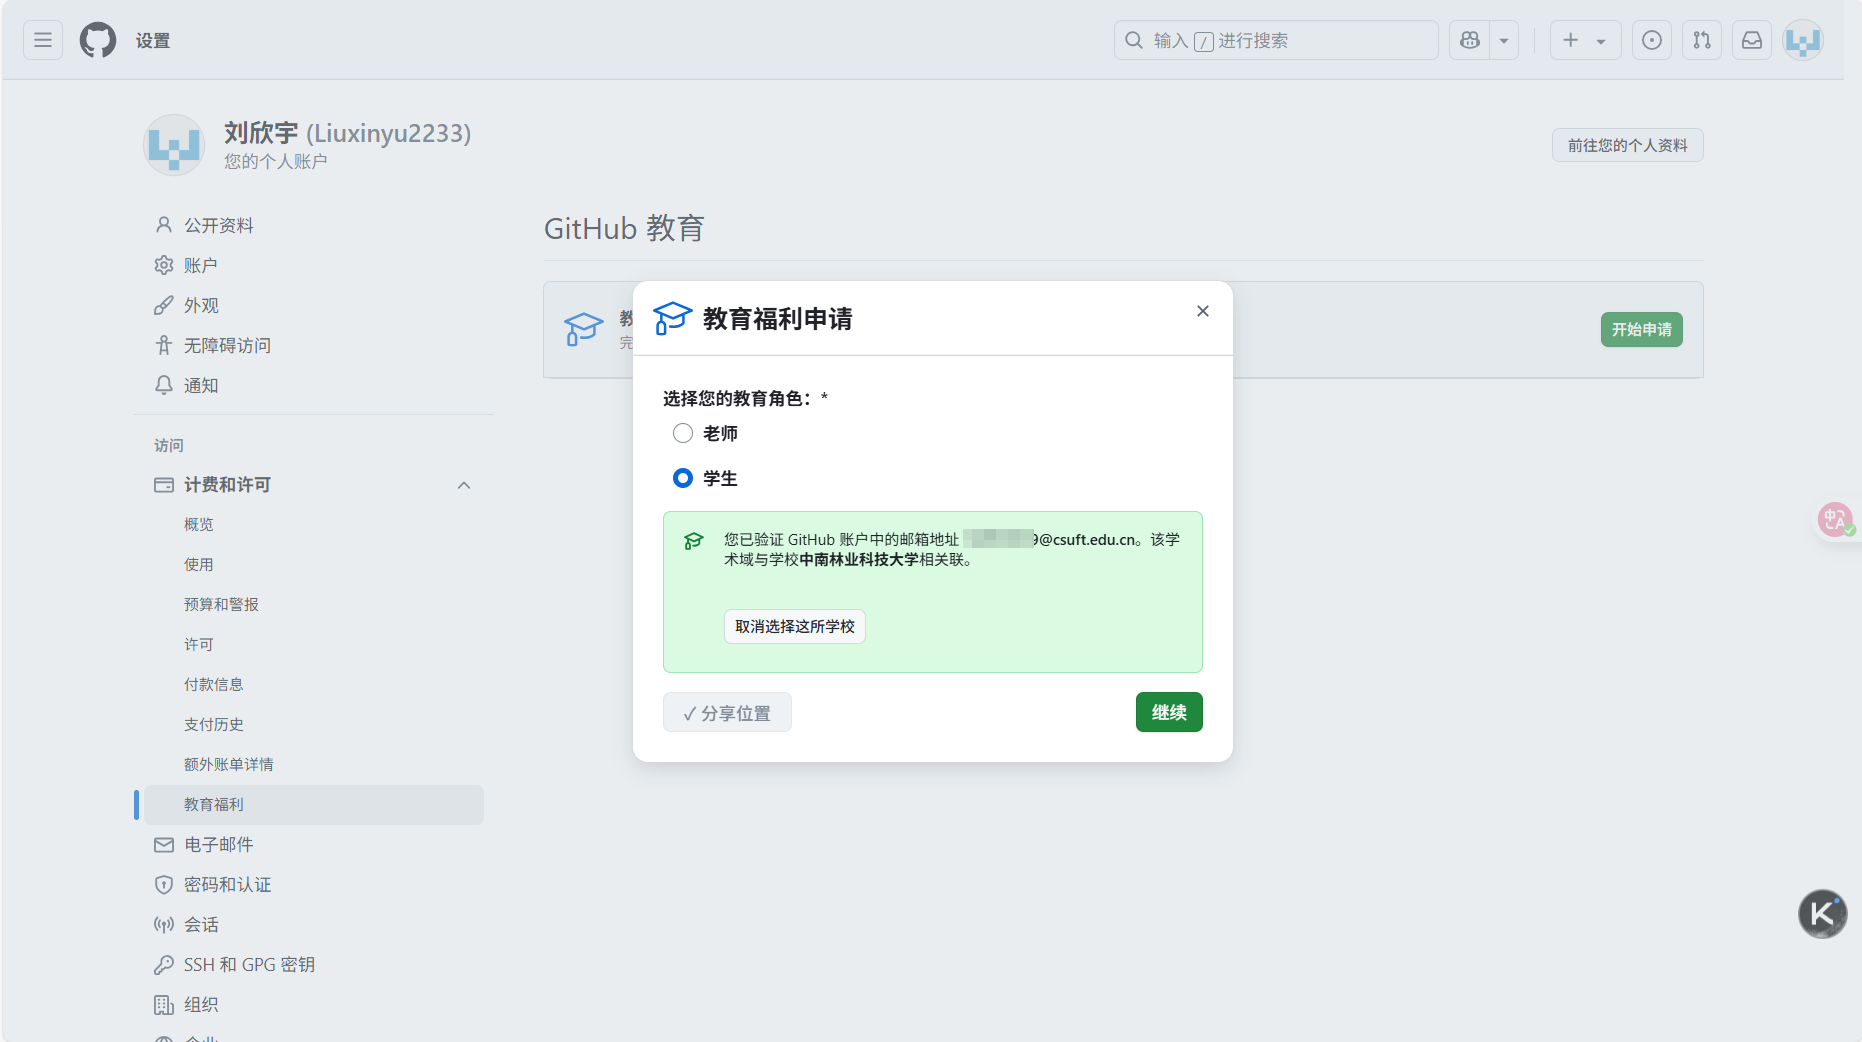 设置
输入 / 进行搜索
刘欣宇 (Liuxinyu2233)
您的个人账户
前往您的个人资料
公开资料
账户
外观
无障碍访问
通知
访问
计费和许可
概览
使用
预算和警报
许可
付款信息
支付历史
额外账单详情
教育福利
电子邮件
密码和认证
会话
SSH 和 GPG 密钥
组织
GitHub 教育
开始申请
教育福利申请
选择您的教育角色：*
老师
学生
您已验证 GitHub 账户中的邮箱地址 9@csuft.edu.cn。该学
术域与学校中南林业科技大学相关联。
取消选择这所学校
✓ 分享位置
继续
中A
K